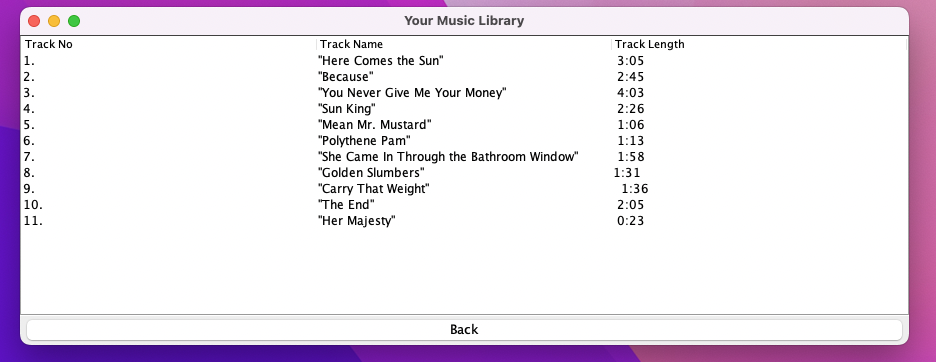 Your Music Library
Track No Track Name Track Length
1. "Here Comes the Sun" 3:05
2. "Because" 2:45
3. "You Never Give Me Your Money" 4:03
4. "Sun King" 2:26
5. "Mean Mr. Mustard" 1:06
6. "Polythene Pam" 1:13
7. "She Came In Through the Bathroom Window" 1:58
8. "Golden Slumbers" 1:31
9. "Carry That Weight" 1:36
10. "The End" 2:05
11. "Her Majesty" 0:23
Back